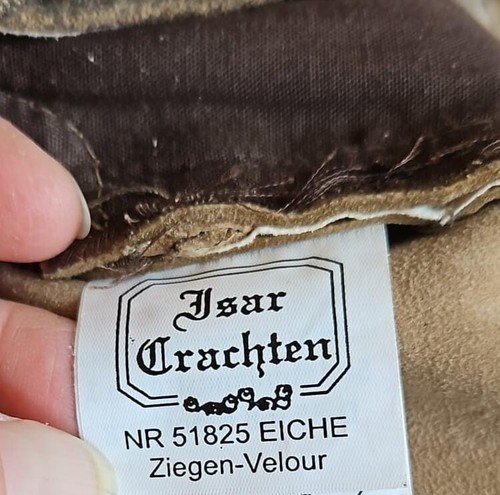 Isar
Trachten
NR 51825 EICHE
Ziegen-Velour